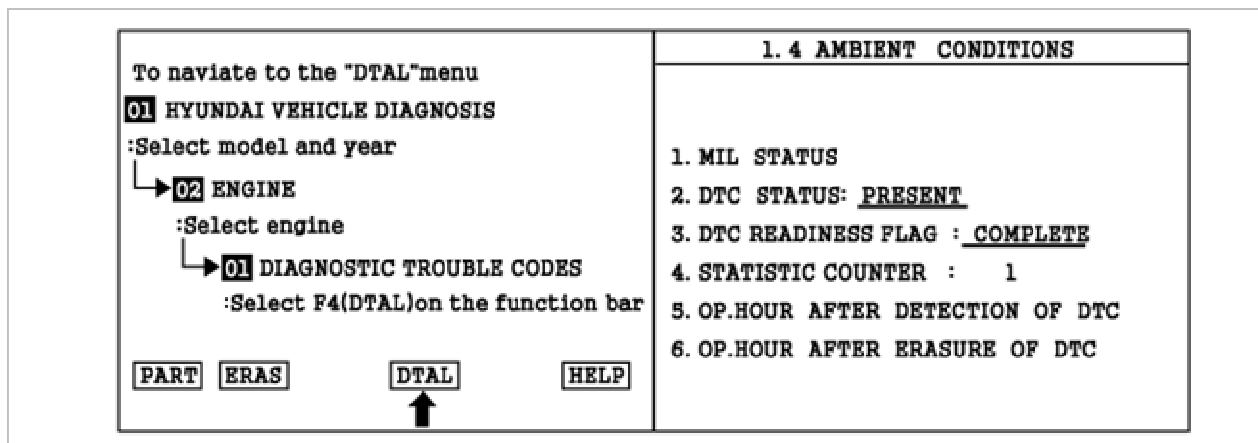 To naviate to the "DTAL"menu
01 HYUNDAI VEHICLE DIAGNOSIS
:Select model and year
02 ENGINE
:Select engine
01 DIAGNOSTIC TROUBLE CODES
:Select F4(DTAL)on the function bar
PART ERAS DTAL HELP
1.4 AMBIENT CONDITIONS
1. MIL STATUS
2. DTC STATUS: PRESENT
3. DTC READINESS FLAG : COMPLETE
4. STATISTIC COUNTER : 1
5. OP.HOUR AFTER DETECTION OF DTC
6. OP.HOUR AFTER ERASURE OF DTC